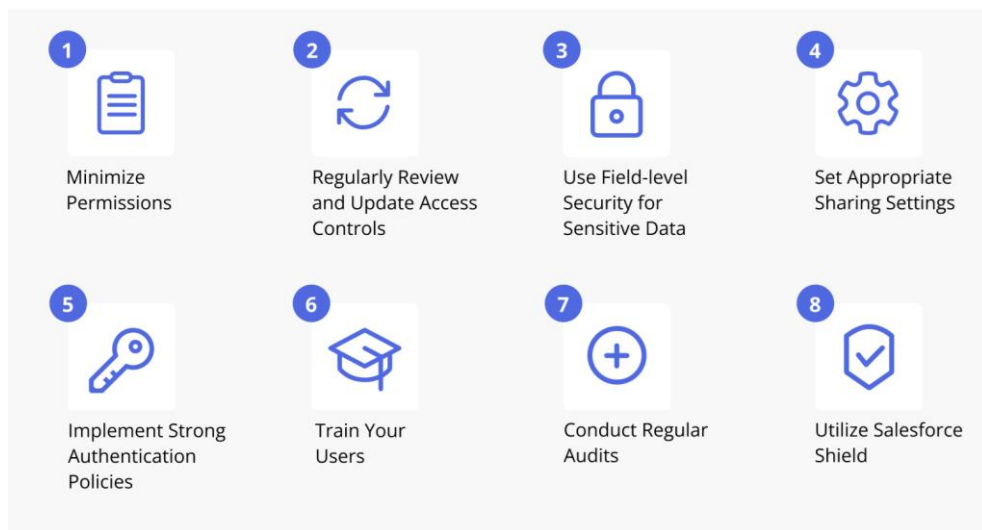 1
Minimize
Permissions
2
Regularly Review
and Update Access
Controls
3
Use Field-level
Security for
Sensitive Data
4
Set Appropriate
Sharing Settings
5
Implement Strong
Authentication
Policies
6
Train Your
Users
7
Conduct Regular
Audits
8
Utilize Salesforce
Shield